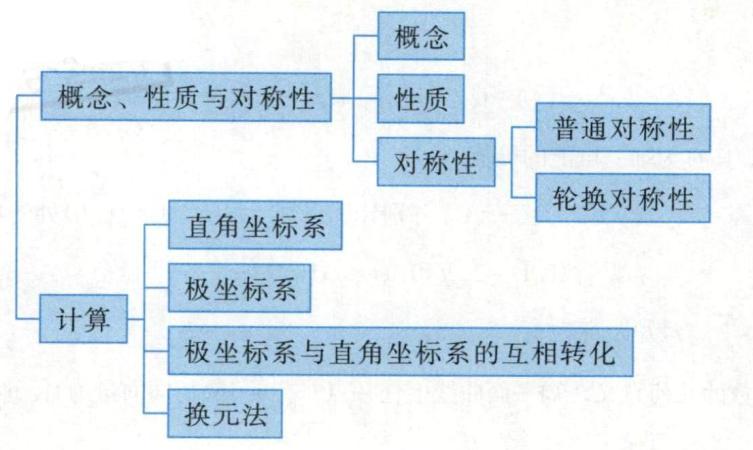 概念、性质与对称性
概念
性质
对称性
普通对称性
轮换对称性
计算
直角坐标系
极坐标系
极坐标系与直角坐标系的互相转化
换元法